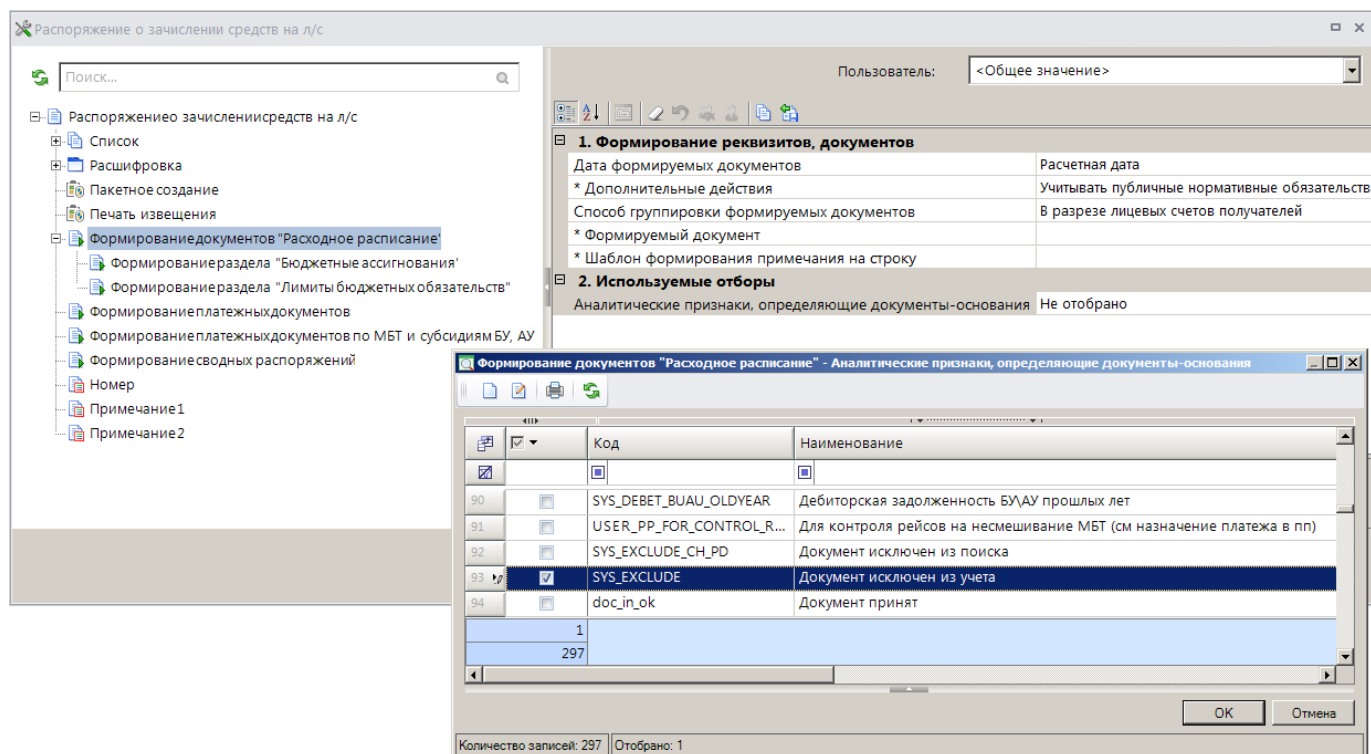 Распоряжение о зачислении средств на л/с
Поиск...
Пользователь: <Общее значение>
Распоряжениео зачислениисредств на л/с
Список
Расшифровка
Пакетное создание
Печать извещения
Формированиедокументов "Расходное расписание"
Формированиераздела "Бюджетные ассигнования"
Формированиераздела "Лимиты бюджетных обязательств"
Формированиеплатежныхдокументов
Формированиеплатежныхдокументов по МБТ и субсидиям БУ, АУ
Формированиесводных распоряжений
Номер
Примечание1
Примечание2
1. Формирование реквизитов, документов
Дата формируемых документов Расчетная дата
* Дополнительные действия Учитывать публичные нормативные обязательств
Способ группировки формируемых документов В разрезе лицевых счетов получателей
* Формируемый документ
* Шаблон формирования примечания на строку
2. Используемые отборы
Аналитические признаки, определяющие документы-основания Не отобрано
Формирование документов "Расходное расписание" - Аналитические признаки, определяющие документы-основания
Код Наименование
90 SYS_DEBET_BUAU_OLDYEAR Дебиторская задолженность БУ\АУ прошлых лет
91 USER_PP_FOR_CONTROL_R... Для контроля рейсов на несмешивание МБТ (см назначение платежа в пп)
92 SYS_EXCLUDE_CH_PD Документ исключен из поиска
93 SYS_EXCLUDE Документ исключен из учета
94 doc_in_ok Документ принят
1
297
OK Отмена
Количество записей: 297 Отобрано: 1